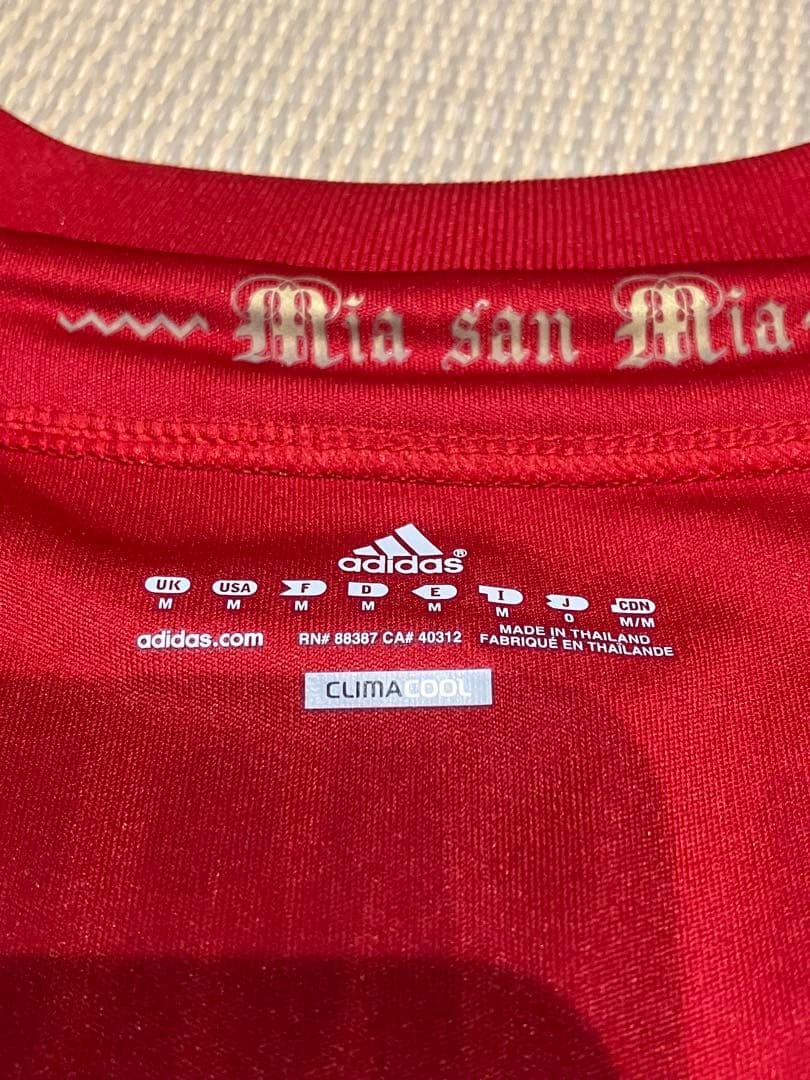 Mia san Mia
adidas®
UK USA F D E I J CDN
M M M M M M O M/M
adidas.com RN# 88387 CA# 40312 MADE IN THAILAND
FABRIQUÉ EN THAÏLANDE
CLIMACOOL